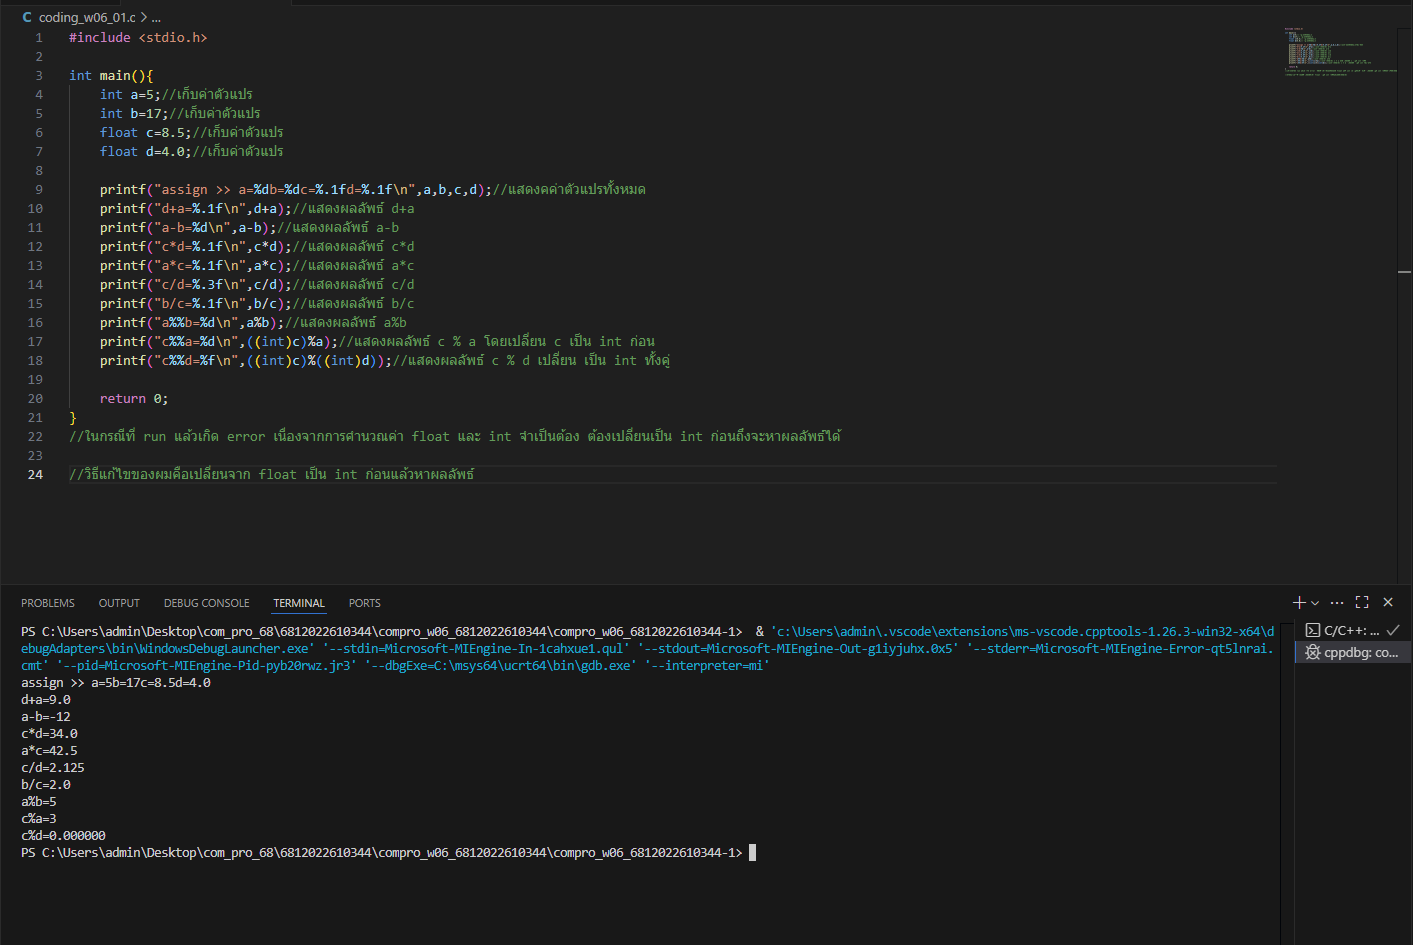 C coding_w06_01.c > ...
1 #include <stdio.h>
2
3 int main(){
4 int a=5;//เก็บค่าตัวแปร
5 int b=17;//เก็บค่าตัวแปร
6 float c=8.5;//เก็บค่าตัวแปร
7 float d=4.0;//เก็บค่าตัวแปร
8
9 printf("assign >> a=%db=%dc=%.1fd=%.1f\n",a,b,c,d);//แสดงคค่าตัวแปรทั้งหมด
10 printf("d+a=%.1f\n",d+a);//แสดงผลลัพธ์ d+a
11 printf("a-b=%d\n",a-b);//แสดงผลลัพธ์ a-b
12 printf("c*d=%.1f\n",c*d);//แสดงผลลัพธ์ c*d
13 printf("a*c=%.1f\n",a*c);//แสดงผลลัพธ์ a*c
14 printf("c/d=%.3f\n",c/d);//แสดงผลลัพธ์ c/d
15 printf("b/c=%.1f\n",b/c);//แสดงผลลัพธ์ b/c
16 printf("a%%b=%d\n",a%b);//แสดงผลลัพธ์ a%b
17 printf("c%%a=%d\n",((int)c)%a);//แสดงผลลัพธ์ c % a โดยเปลี่ยน c เป็น int ก่อน
18 printf("c%%d=%f\n",((int)c)%((int)d));//แสดงผลลัพธ์ c % d เปลี่ยน เป็น int ทั้งคู่
19
20 return 0;
21 }
22 //ในกรณีที่ run แล้วเกิด error เนื่องจากการคำนวณค่า float และ int จำเป็นต้อง ต้องเปลี่ยนเป็น int ก่อนถึงจะหาผลลัพธ์ได้
23
24 //วิธีแก้ไขของผมคือเปลี่ยนจาก float เป็น int ก่อนแล้วหาผลลัพธ์
PROBLEMS OUTPUT DEBUG CONSOLE TERMINAL PORTS
PS C:\Users\admin\Desktop\com_pro_68\6812022610344\compro_w06_6812022610344\compro_w06_6812022610344-1> & 'c:\Users\admin\.vscode\extensions\ms-vscode.cpptools-1.26.3-win32-x64\d
ebugAdapters\bin\WindowsDebugLauncher.exe' '--stdin=Microsoft-MIEngine-In-1cahxue1.qul' '--stdout=Microsoft-MIEngine-Out-g1iyjuhx.0x5' '--stderr=Microsoft-MIEngine-Error-qt5lnrai.
cmt' '--pid=Microsoft-MIEngine-Pid-pyb20rwz.jr3' '--dbgExe=C:\msys64\ucrt64\bin\gdb.exe' '--interpreter=mi'
assign >> a=5b=17c=8.5d=4.0
d+a=9.0
a-b=-12
c*d=34.0
a*c=42.5
c/d=2.125
b/c=2.0
a%b=5
c%a=3
c%d=0.000000
PS C:\Users\admin\Desktop\com_pro_68\6812022610344\compro_w06_6812022610344\compro_w06_6812022610344-1>
C/C++: ...
cppdbg: co...